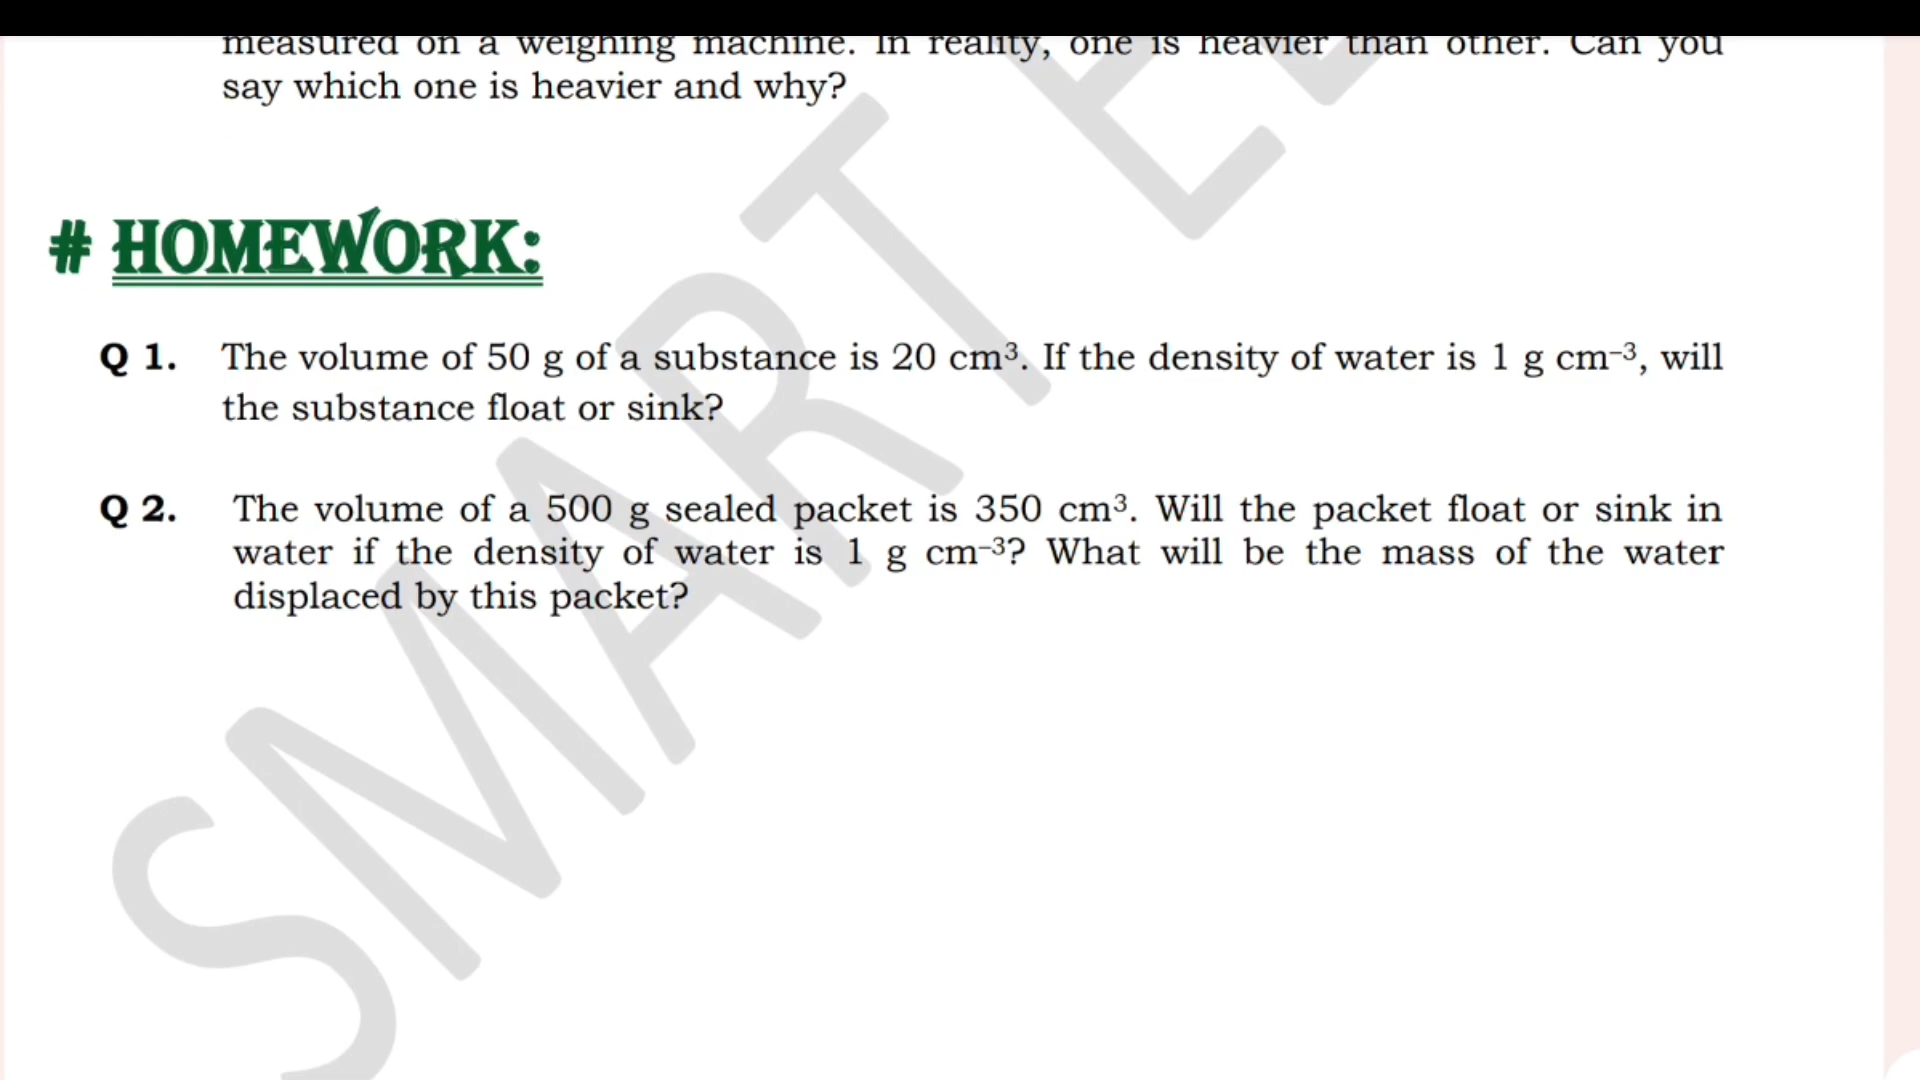 measured on a weighing machine. In reality, one is heavier than other. Can you
say which one is heavier and why?
# HOMEWORK:
Q 1. The volume of 50 g of a substance is 20 cm³. If the density of water is 1 g cm⁻³, will
the substance float or sink?
Q 2. The volume of a 500 g sealed packet is 350 cm³. Will the packet float or sink in
water if the density of water is 1 g cm⁻³? What will be the mass of the water
displaced by this packet?
SMART E